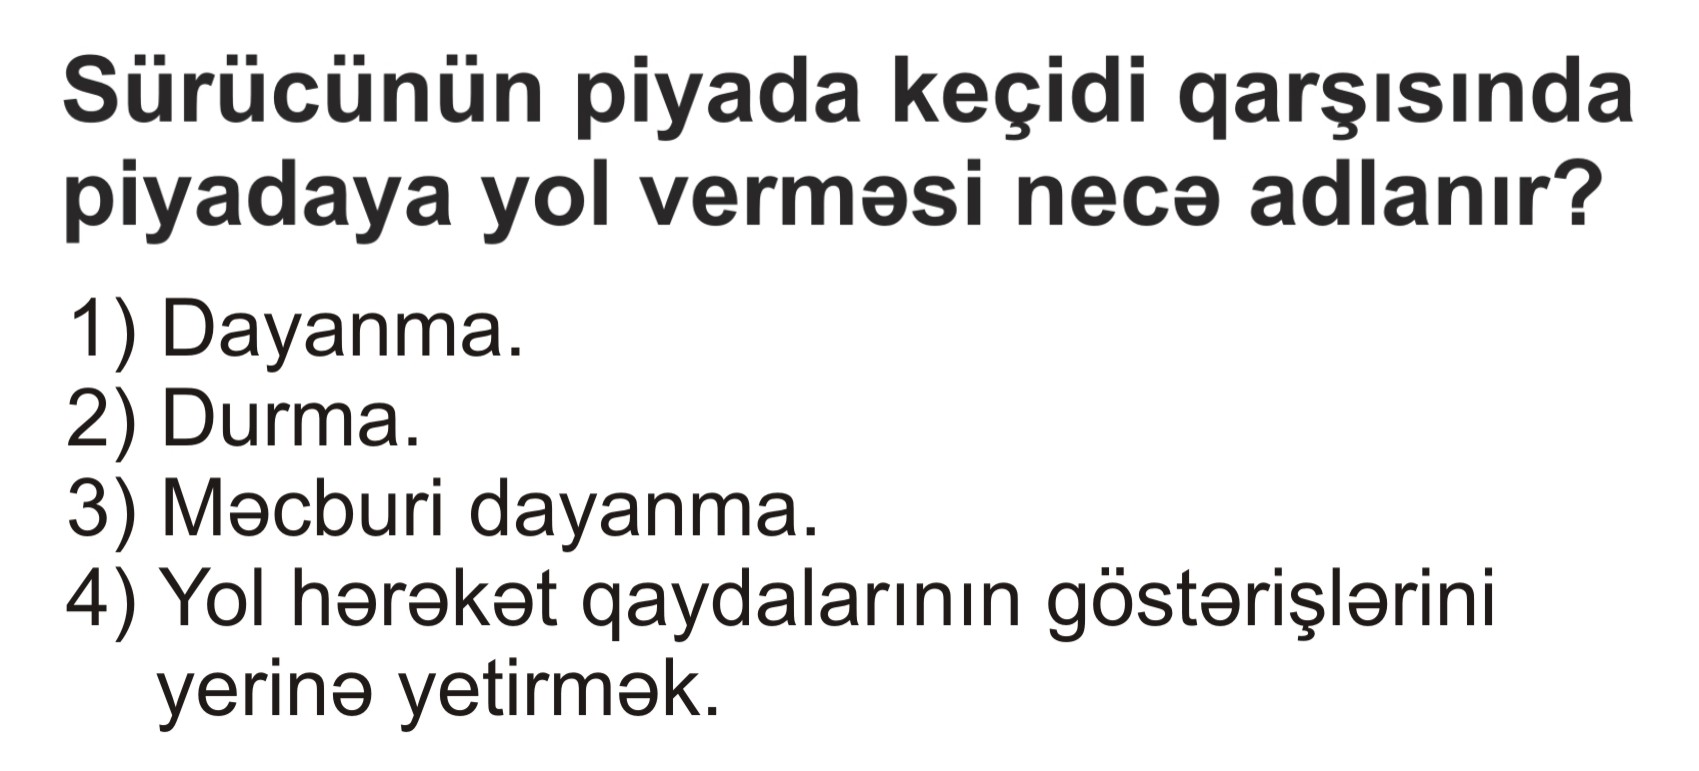 Sürücünün piyada keçidi qarşısında
piyadaya yol verməsi necə adlanır?
1) Dayanma.
2) Durma.
3) Məcburi dayanma.
4) Yol hərəkət qaydalarının göstərişlərini
yerinə yetirmək.